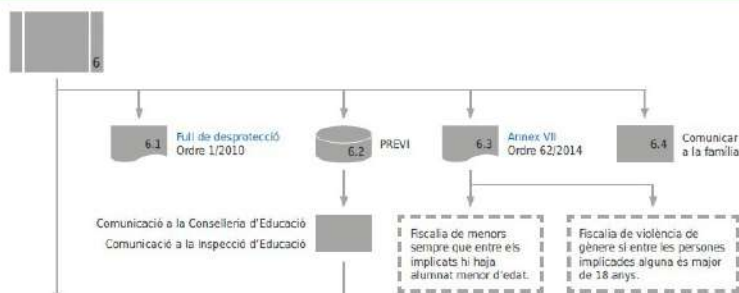 6
6.1
Full de desprotecció
Ordre 1/2010
6.2
PREVI
6.3
Annex VII
Ordre 62/2014
6.4
Comunicar
a la família
Comunicació a la Conselleria d'Educació
Comunicació a la Inspecció d'Educació
Fiscalia de menors
sempre que entre els
implicats hi haja
alumnat menor d'edat.
Fiscalia de violència de
gènere si entre les persones
implicades alguna és major
de 18 anys.